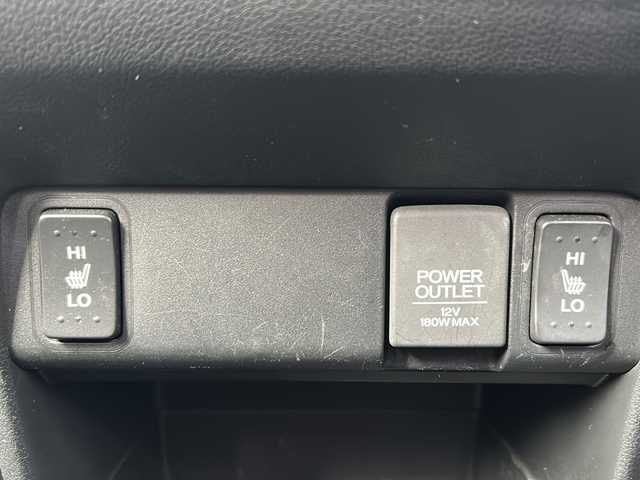 HI
LO
POWER
OUTLET
12V
180W MAX
HI
LO